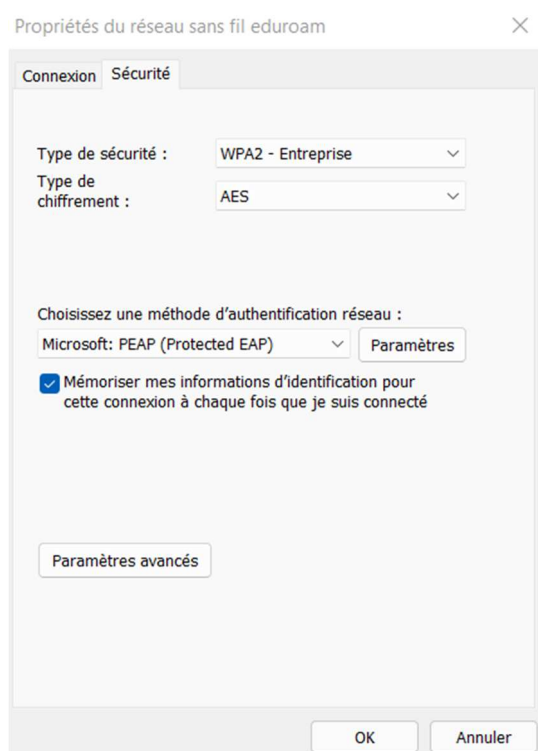 Propriétés du réseau sans fil eduroam
Connexion Sécurité
Type de sécurité : WPA2 - Entreprise
Type de
chiffrement : AES
Choisissez une méthode d'authentification réseau :
Microsoft: PEAP (Protected EAP) Paramètres
Mémoriser mes informations d'identification pour
cette connexion à chaque fois que je suis connecté
Paramètres avancés
OK Annuler